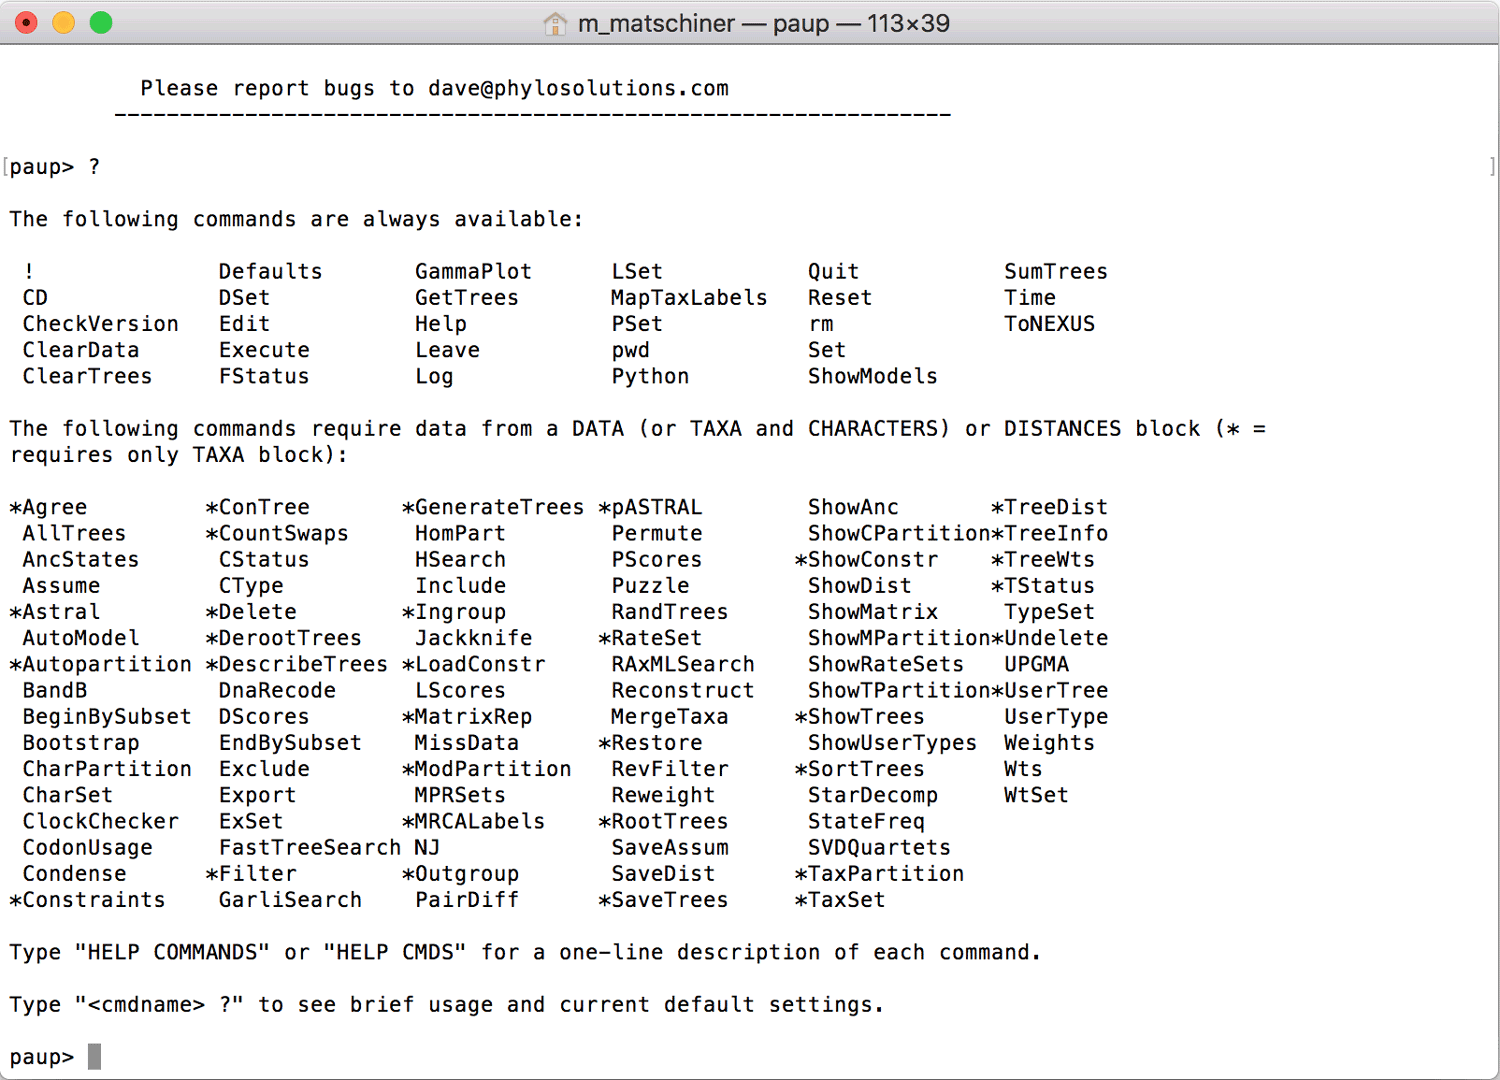 m_matschiner — paup — 113×39
Please report bugs to dave@phylosolutions.com
----------------------------------------------------------------
[paup> ? ]
The following commands are always available:
! Defaults GammaPlot LSet Quit SumTrees
CD DSet GetTrees MapTaxLabels Reset Time
CheckVersion Edit Help PSet rm ToNEXUS
ClearData Execute Leave pwd Set
ClearTrees FStatus Log Python ShowModels
The following commands require data from a DATA (or TAXA and CHARACTERS) or DISTANCES block (* =
requires only TAXA block):
*Agree *ConTree *GenerateTrees *pASTRAL ShowAnc *TreeDist
AllTrees *CountSwaps HomPart Permute ShowCPartition*TreeInfo
AncStates CStatus HSearch PScores *ShowConstr *TreeWts
Assume CType Include Puzzle ShowDist *TStatus
*Astral *Delete *Ingroup RandTrees ShowMatrix TypeSet
AutoModel *DerootTrees Jackknife *RateSet ShowMPartition*Undelete
*Autopartition *DescribeTrees *LoadConstr RAxMLSearch ShowRateSets UPGMA
BandB DnaRecode LScores Reconstruct ShowTPartition*UserTree
BeginBySubset DScores *MatrixRep MergeTaxa *ShowTrees UserType
Bootstrap EndBySubset MissData *Restore ShowUserTypes Weights
CharPartition Exclude *ModPartition RevFilter *SortTrees Wts
CharSet Export MPRSets Reweight StarDecomp WtSet
ClockChecker ExSet *MRCALabels *RootTrees StateFreq
CodonUsage FastTreeSearch NJ SaveAssum SVDQuartets
Condense *Filter *Outgroup SaveDist *TaxPartition
*Constraints GarliSearch PairDiff *SaveTrees *TaxSet
Type "HELP COMMANDS" or "HELP CMDS" for a one-line description of each command.
Type "<cmdname> ?" to see brief usage and current default settings.
paup>